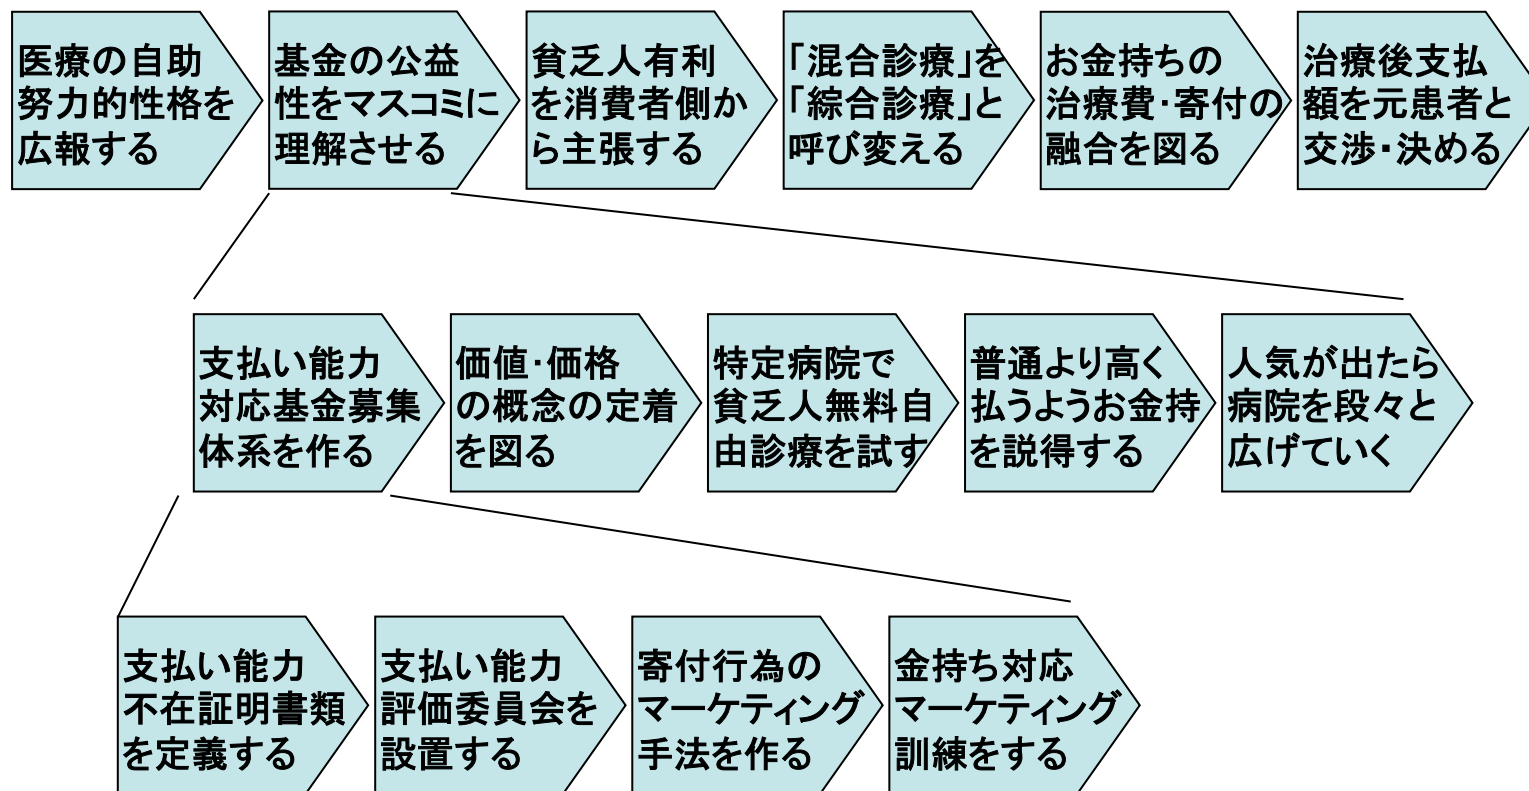 医療の自助
努力的性格を
広報する
基金の公益
性をマスコミに
理解させる
貧乏人有利
を消費者側か
ら主張する
「混合診療」を
「綜合診療」と
呼び変える
お金持ちの
治療費・寄付の
融合を図る
治療後支払
額を元患者と
交渉・決める
支払い能力
対応基金募集
体系を作る
価値・価格
の概念の定着
を図る
特定病院で
貧乏人無料自
由診療を試す
普通より高く
払うようお金持
を説得する
人気が出たら
病院を段々と
広げていく
支払い能力
不在証明書類
を定義する
支払い能力
評価委員会を
設置する
寄付行為の
マーケティング
手法を作る
金持ち対応
マーケティング
訓練をする